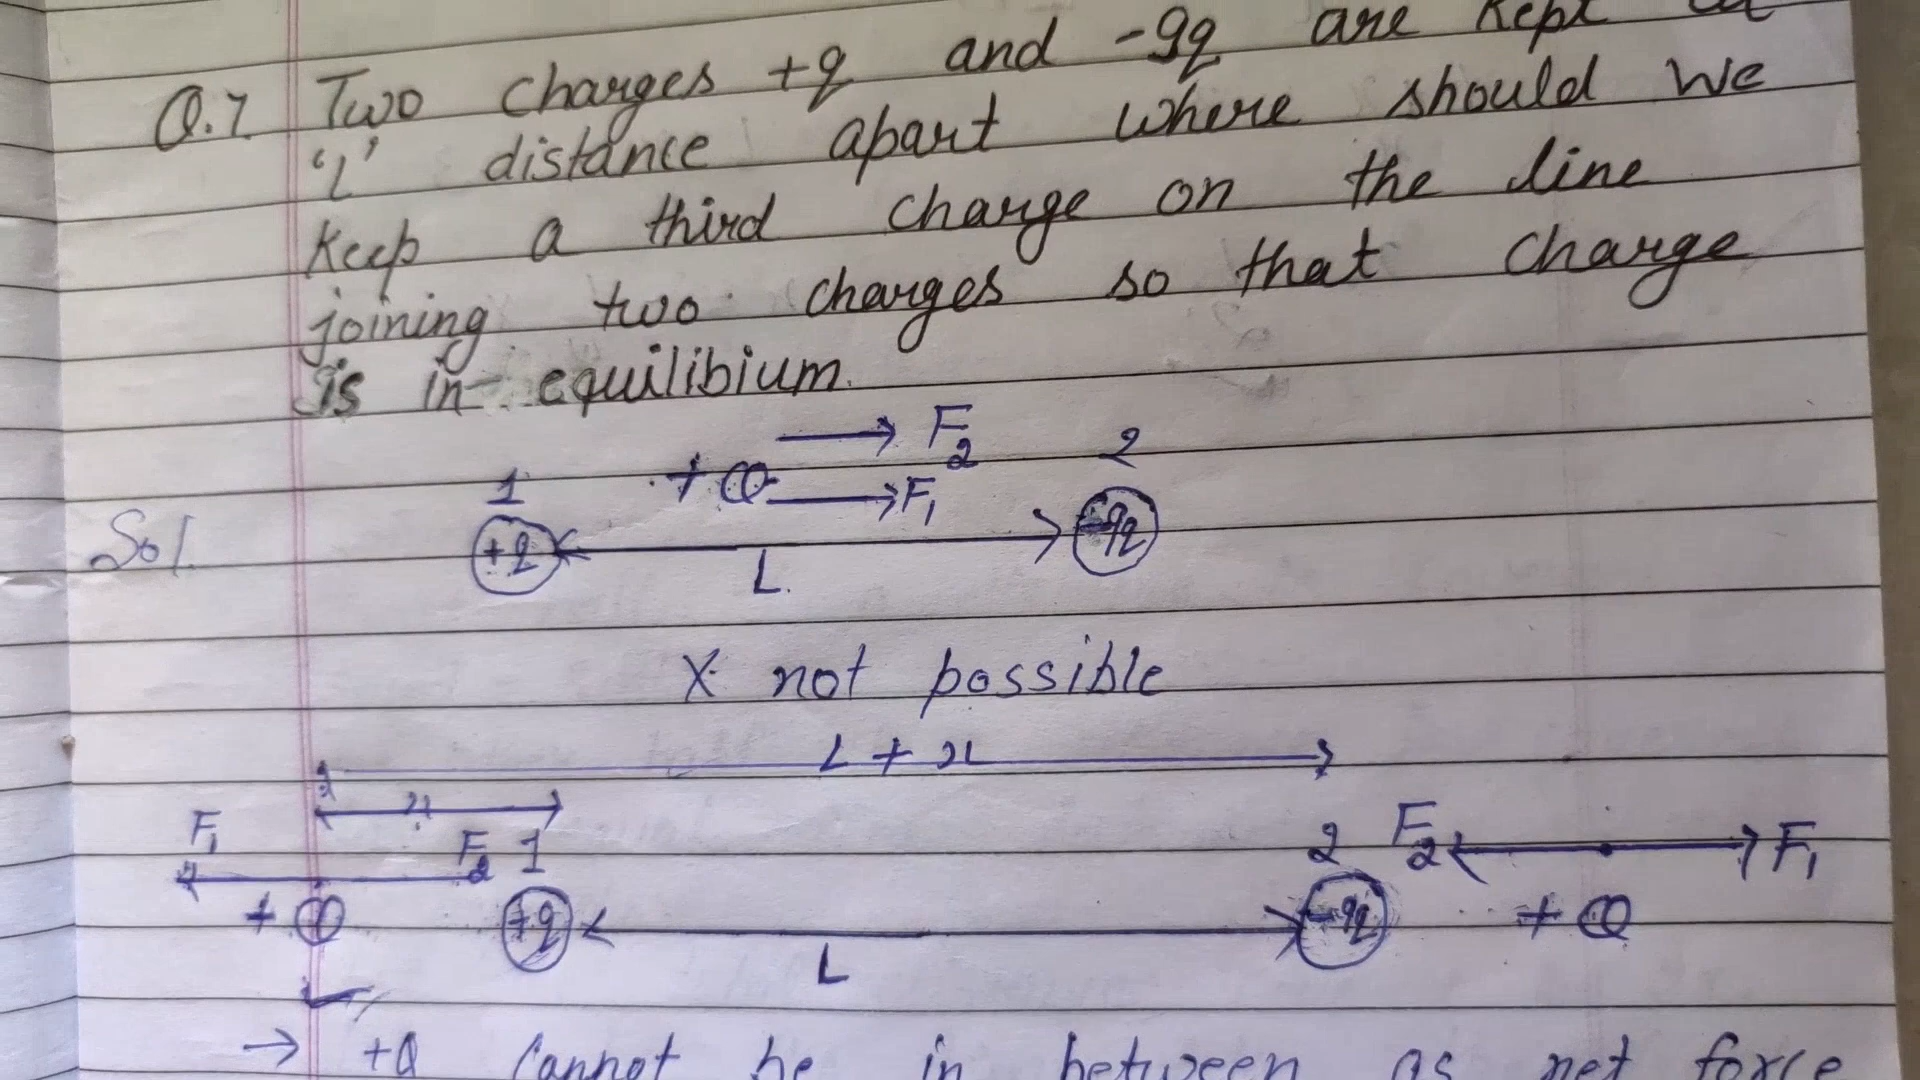 Q.7 Two charges +q and -9q are kept at
'L' distance apart where should we
keep a third charge on the line
joining two charges so that charge
is in equilibium.
F2
1 +Q F1 2
Sol. +q -9q
L.
X not possible
L + x
x
F1 F2 1 2 F2 F1
+Q +q -9q +Q
L
→ +Q cannot be in between as net force